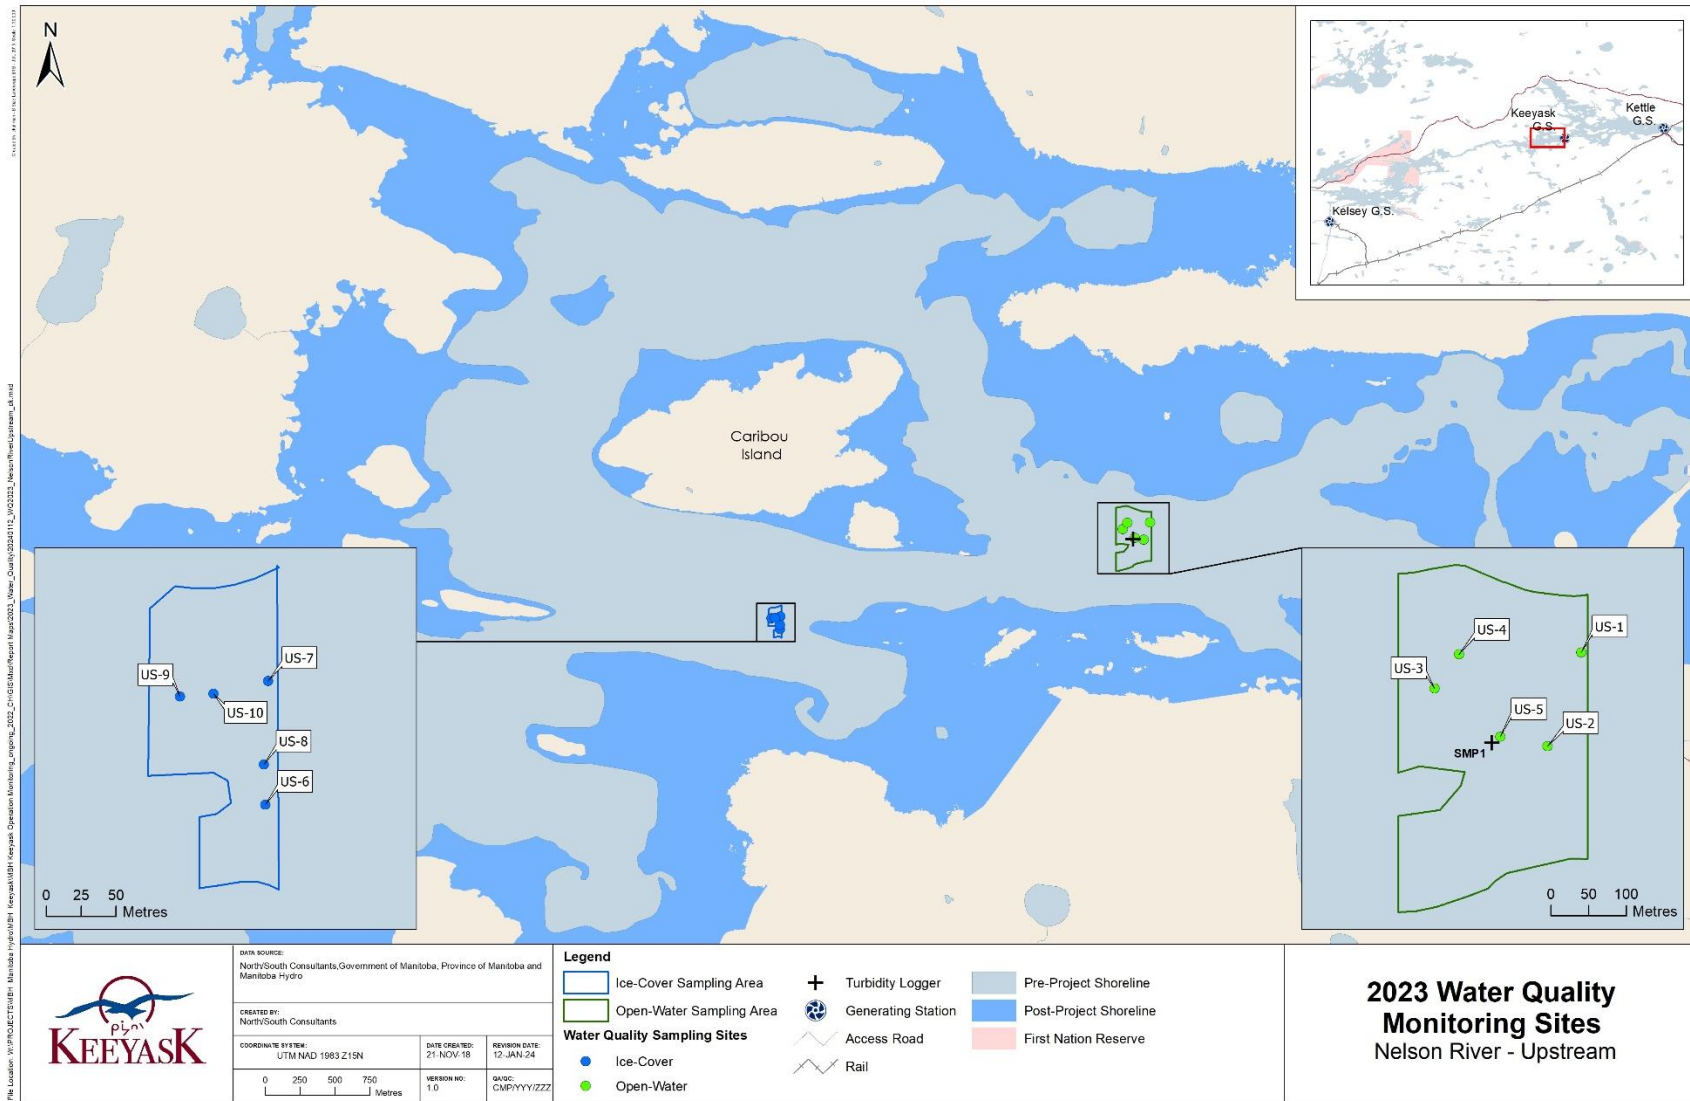 N
Keeyask
G.S.
Kettle
G.S.
Kelsey G.S.
Caribou
Island
US-9
US-7
US-10
US-8
US-6
0 25 50
Metres
US-4
US-1
US-3
US-5
US-2
SMP1
0 50 100
Metres
KEEYASK
DATA SOURCE:
North/South Consultants,Government of Manitoba, Province of Manitoba and
Manitoba Hydro
CREATED BY:
North/South Consultants
COORDINATE SYSTEM:
UTM NAD 1983 Z15N
DATE CREATED:
21-NOV-18
REVISION DATE:
12-JAN-24
0 250 500 750
Metres
VERSION NO:
1.0
QA/QC:
CMP/YYY/ZZZ
Legend
Ice-Cover Sampling Area
Open-Water Sampling Area
Water Quality Sampling Sites
Ice-Cover
Open-Water
Turbidity Logger
Generating Station
Access Road
Rail
Pre-Project Shoreline
Post-Project Shoreline
First Nation Reserve
2023 Water Quality
Monitoring Sites
Nelson River - Upstream